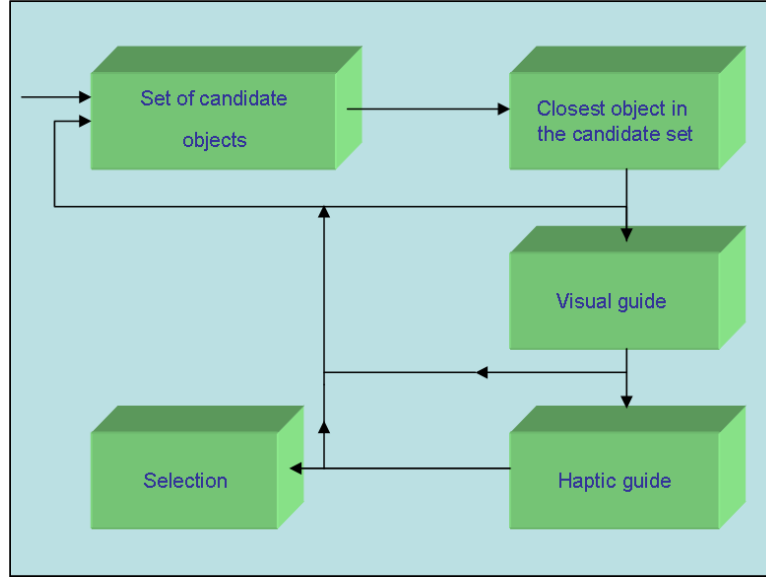 Set of candidate
objects
Closest object in
the candidate set
Visual guide
Selection
Haptic guide